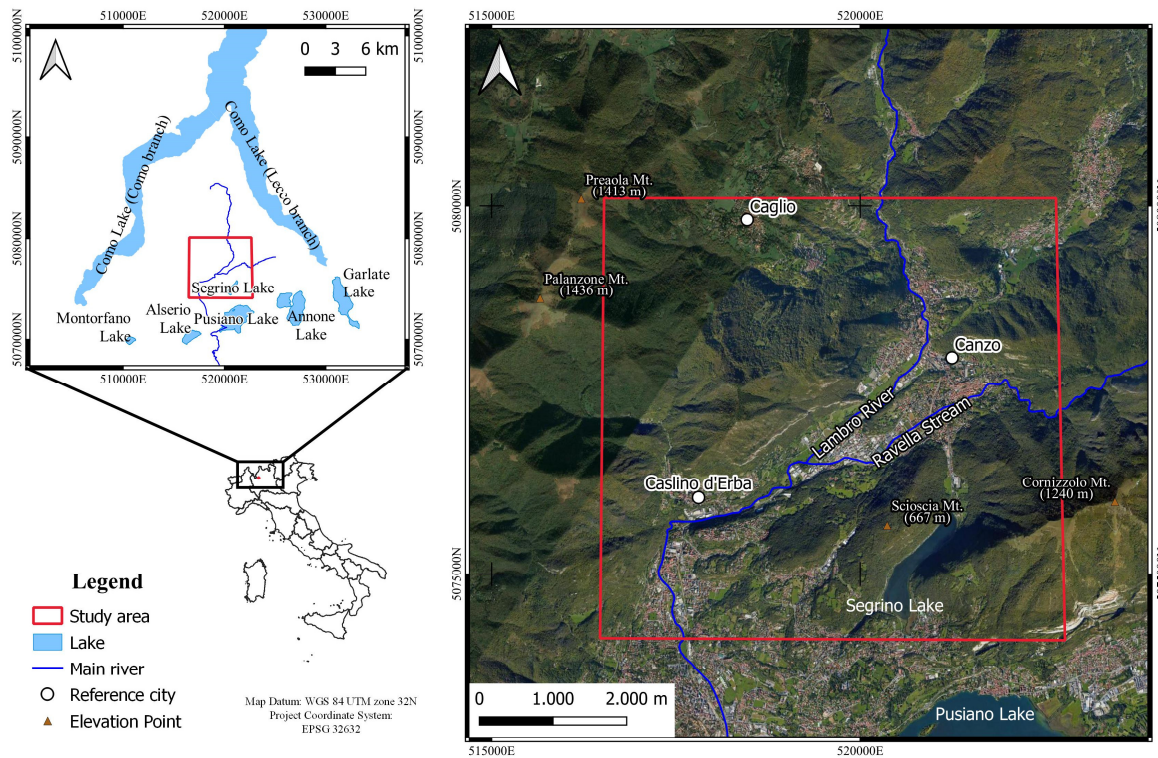 510000E
520000E
530000E
5100000N
5100000N
0 3 6 km
5090000N
5090000N
Como Lake (Como branch)
Como Lake (Lecco branch)
5080000N
5080000N
Segrino Lake
Garlate
Lake
Montorfano
Lake
Alserio
Lake
Pusiano Lake
Annone
Lake
5070000N
5070000N
510000E
520000E
530000E
Legend
Study area
Lake
Main river
Reference city
Elevation Point
Map Datum: WGS 84 UTM zone 32N
Project Coordinate System:
EPSG 32632
515000E
520000E
5080000N
Preaola Mt.
(1413 m)
Caglio
Palanzone Mt.
(1436 m)
Canzo
Lambro River
Ravella Stream
Caslino d'Erba
Scioscia Mt.
(667 m)
Cornizzolo Mt.
(1240 m)
5075000N
Segrino Lake
0 1.000 2.000 m
Pusiano Lake
515000E
520000E